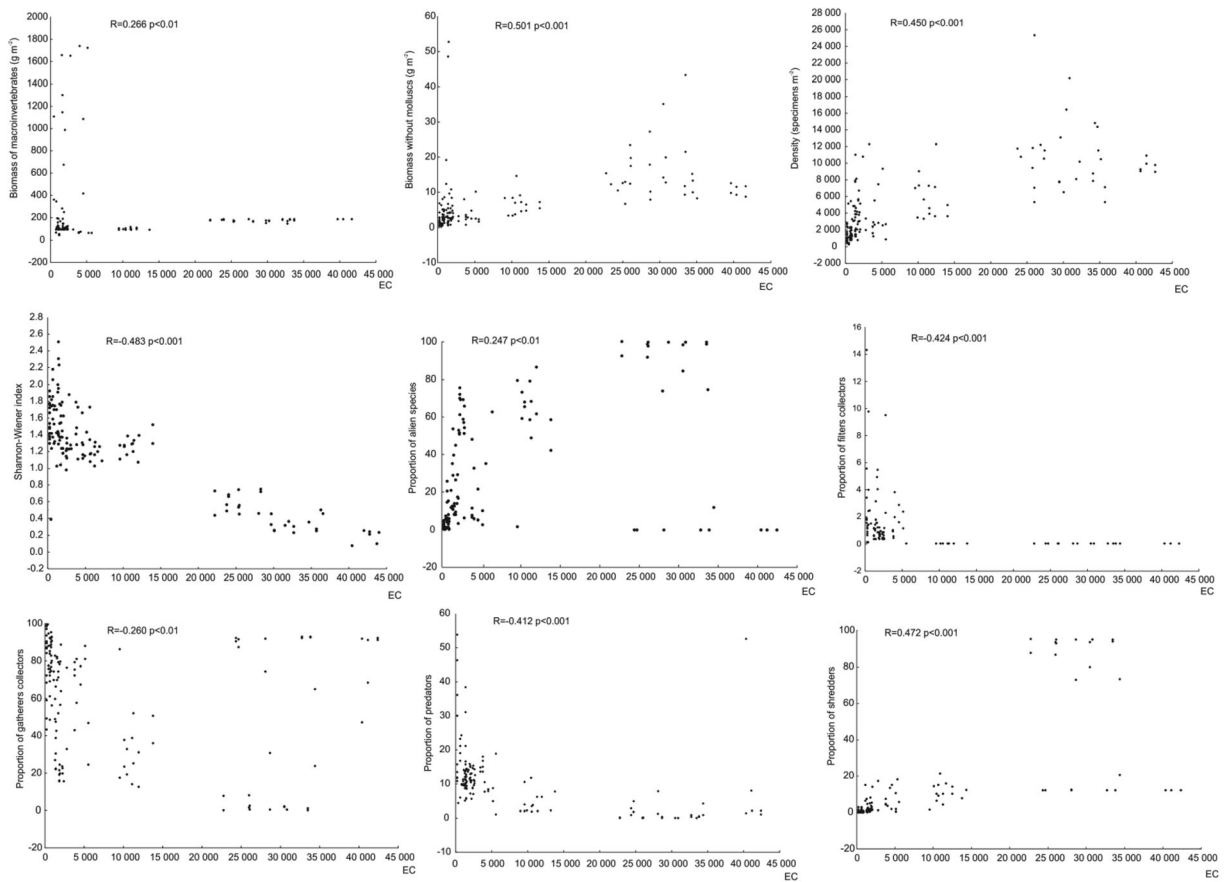 R=0.266 p<0.01
Biomass of macroinvertebrates (g m⁻²)
2000
1800
1600
1400
1200
1000
800
600
400
200
0
-200
0 5 000 10 000 15 000 20 000 25 000 30 000 35 000 40 000 45 000
EC
R=0.501 p<0.001
Biomass without molluscs (g m⁻²)
60
50
40
30
20
10
0
-10
0 5 000 10 000 15 000 20 000 25 000 30 000 35 000 40 000 45 000
EC
R=0.450 p<0.001
Density (specimens m⁻²)
28 000
26 000
24 000
22 000
20 000
18 000
16 000
14 000
12 000
10 000
8 000
6 000
4 000
2 000
0
-2 000
0 5 000 10 000 15 000 20 000 25 000 30 000 35 000 40 000 45 000
EC
R=-0.483 p<0.001
Shannon-Wiener index
2.8
2.6
2.4
2.2
2.0
1.8
1.6
1.4
1.2
1.0
0.8
0.6
0.4
0.2
0.0
-0.2
0 5 000 10 000 15 000 20 000 25 000 30 000 35 000 40 000 45 000
EC
R=0.247 p<0.01
Proportion of alien species
100
80
60
40
20
0
-20
0 5 000 10 000 15 000 20 000 25 000 30 000 35 000 40 000 45 000
EC
R=-0.424 p<0.001
Proportion of filters collectors
16
14
12
10
8
6
4
2
0
-2
0 5 000 10 000 15 000 20 000 25 000 30 000 35 000 40 000 45 000
EC
R=-0.260 p<0.01
Proportion of gatherers collectors
100
80
60
40
20
0
-20
0 5 000 10 000 15 000 20 000 25 000 30 000 35 000 40 000 45 000
EC
R=-0.412 p<0.001
Proportion of predators
60
50
40
30
20
10
0
-10
0 5 000 10 000 15 000 20 000 25 000 30 000 35 000 40 000 45 000
EC
R=0.472 p<0.001
Proportion of shredders
100
80
60
40
20
0
-20
0 5 000 10 000 15 000 20 000 25 000 30 000 35 000 40 000 45 000
EC